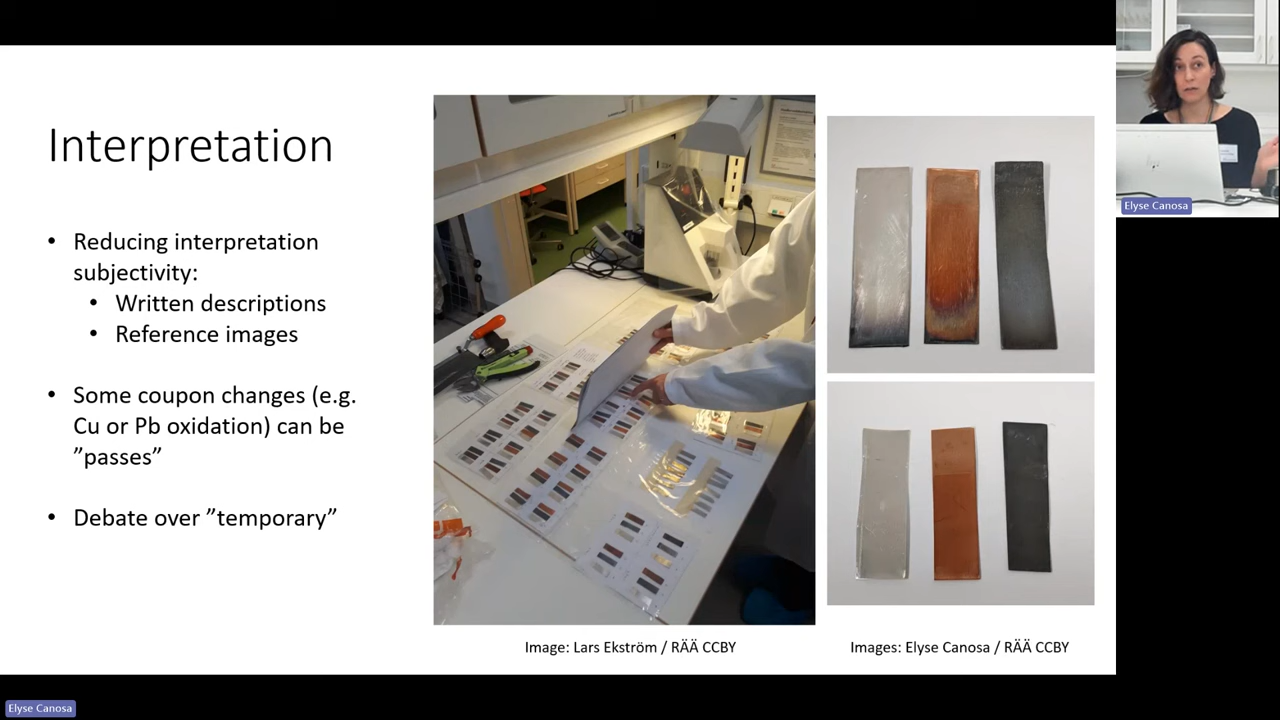 Interpretation
• Reducing interpretation
subjectivity:
• Written descriptions
• Reference images
• Some coupon changes (e.g.
Cu or Pb oxidation) can be
”passes”
• Debate over ”temporary”
Image: Lars Ekström / RÄÄ CCBY
Images: Elyse Canosa / RÄÄ CCBY
Elyse Canosa
Elyse Canosa